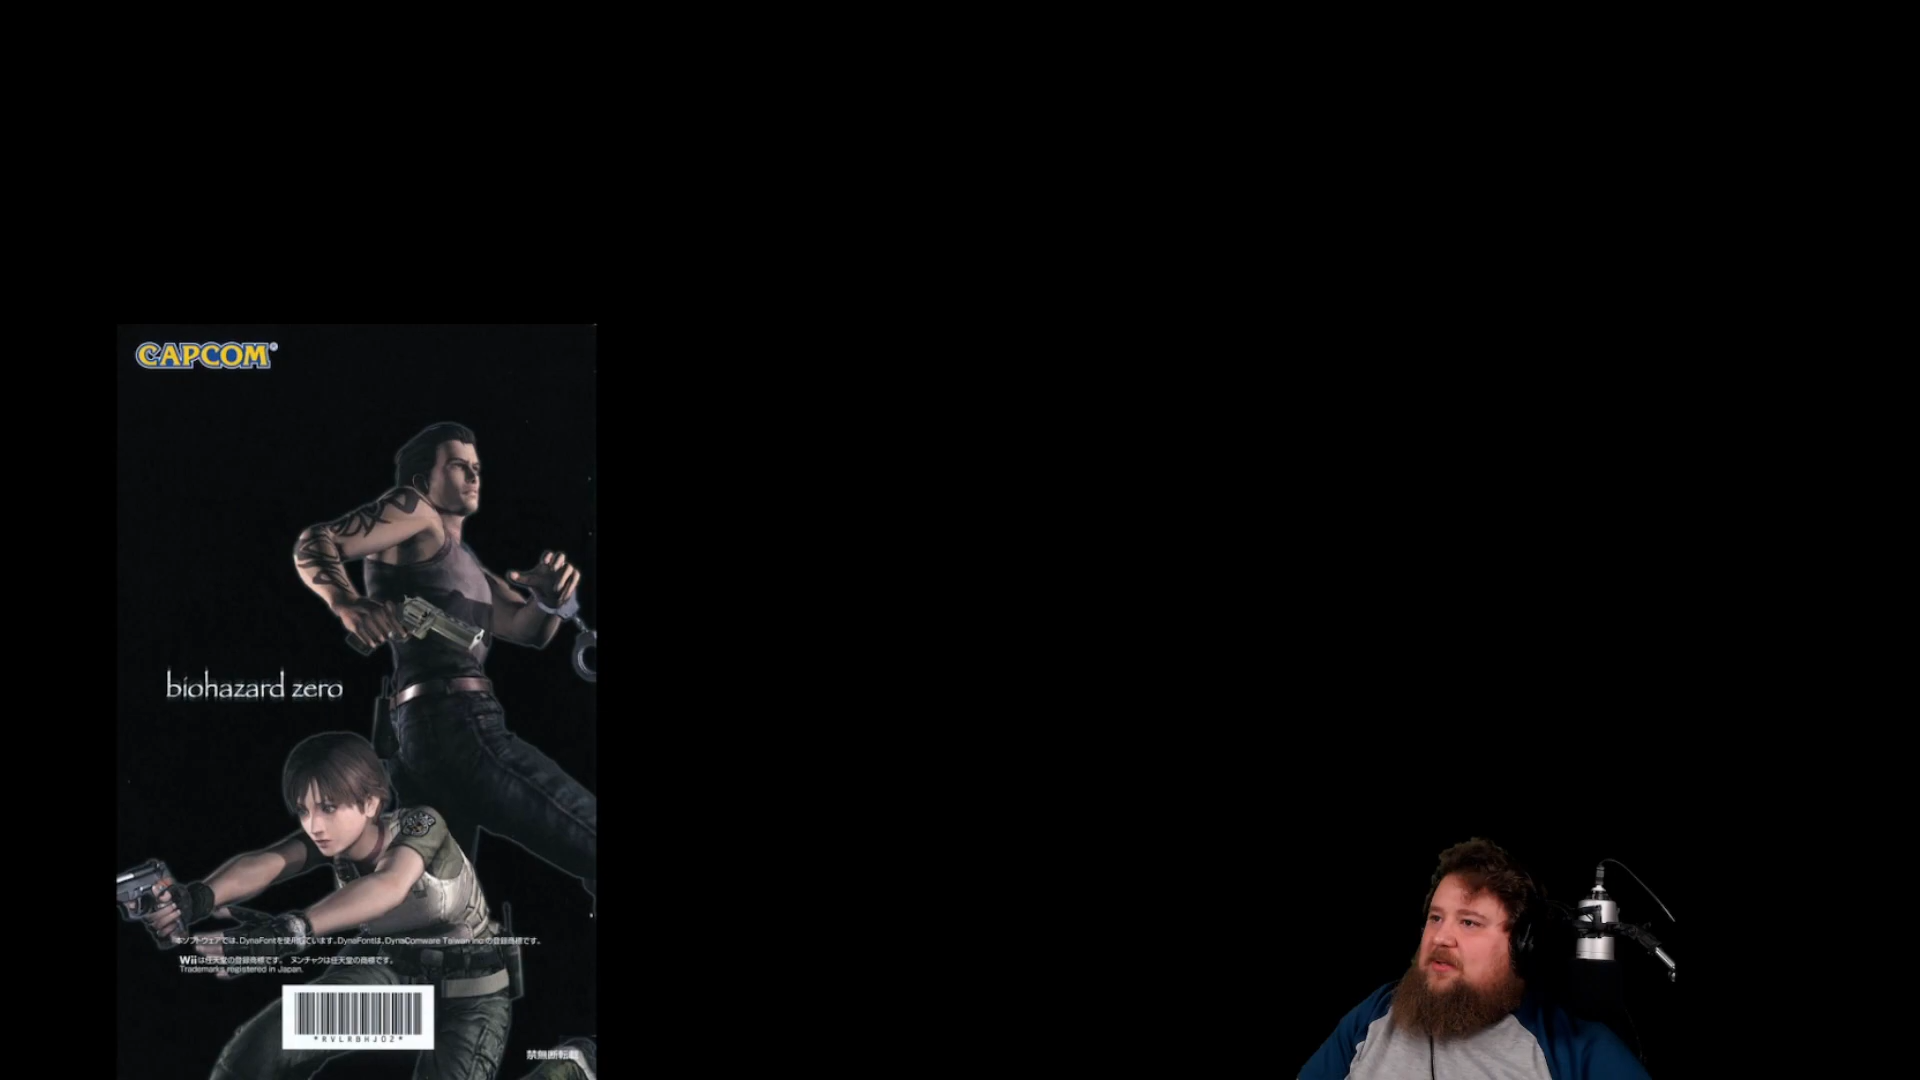 CAPCOM®
biohazard zero
本ソフトウェアでは、DynaFontを使用しています。DynaFontは、DynaComware Taiwan Inc.の登録商標です。
Wiiは任天堂の登録商標です。 ヌンチャクは任天堂の商標です。
Trademarks registered in Japan.
*RVLRBHJ0Z*
禁無断転載